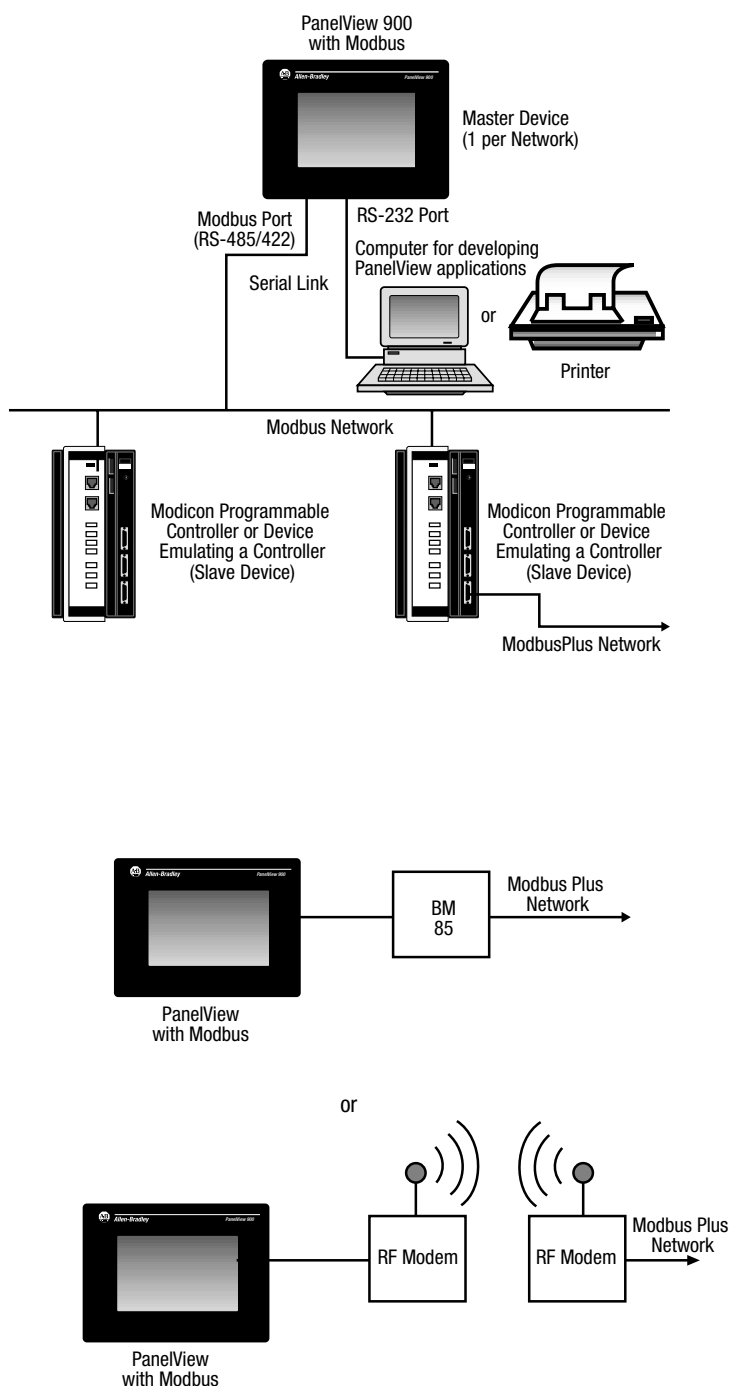 PanelView 900
with Modbus
Allen-Bradley
PanelView 900
Master Device
(1 per Network)
Modbus Port
(RS-485/422)
RS-232 Port
Serial Link
Computer for developing
PanelView applications
or
Printer
Modbus Network
Modicon Programmable
Controller or Device
Emulating a Controller
(Slave Device)
Modicon Programmable
Controller or Device
Emulating a Controller
(Slave Device)
ModbusPlus Network
Allen-Bradley
PanelView 900
BM
85
Modbus Plus
Network
PanelView
with Modbus
or
Allen-Bradley
PanelView 900
RF Modem
RF Modem
Modbus Plus
Network
PanelView
with Modbus